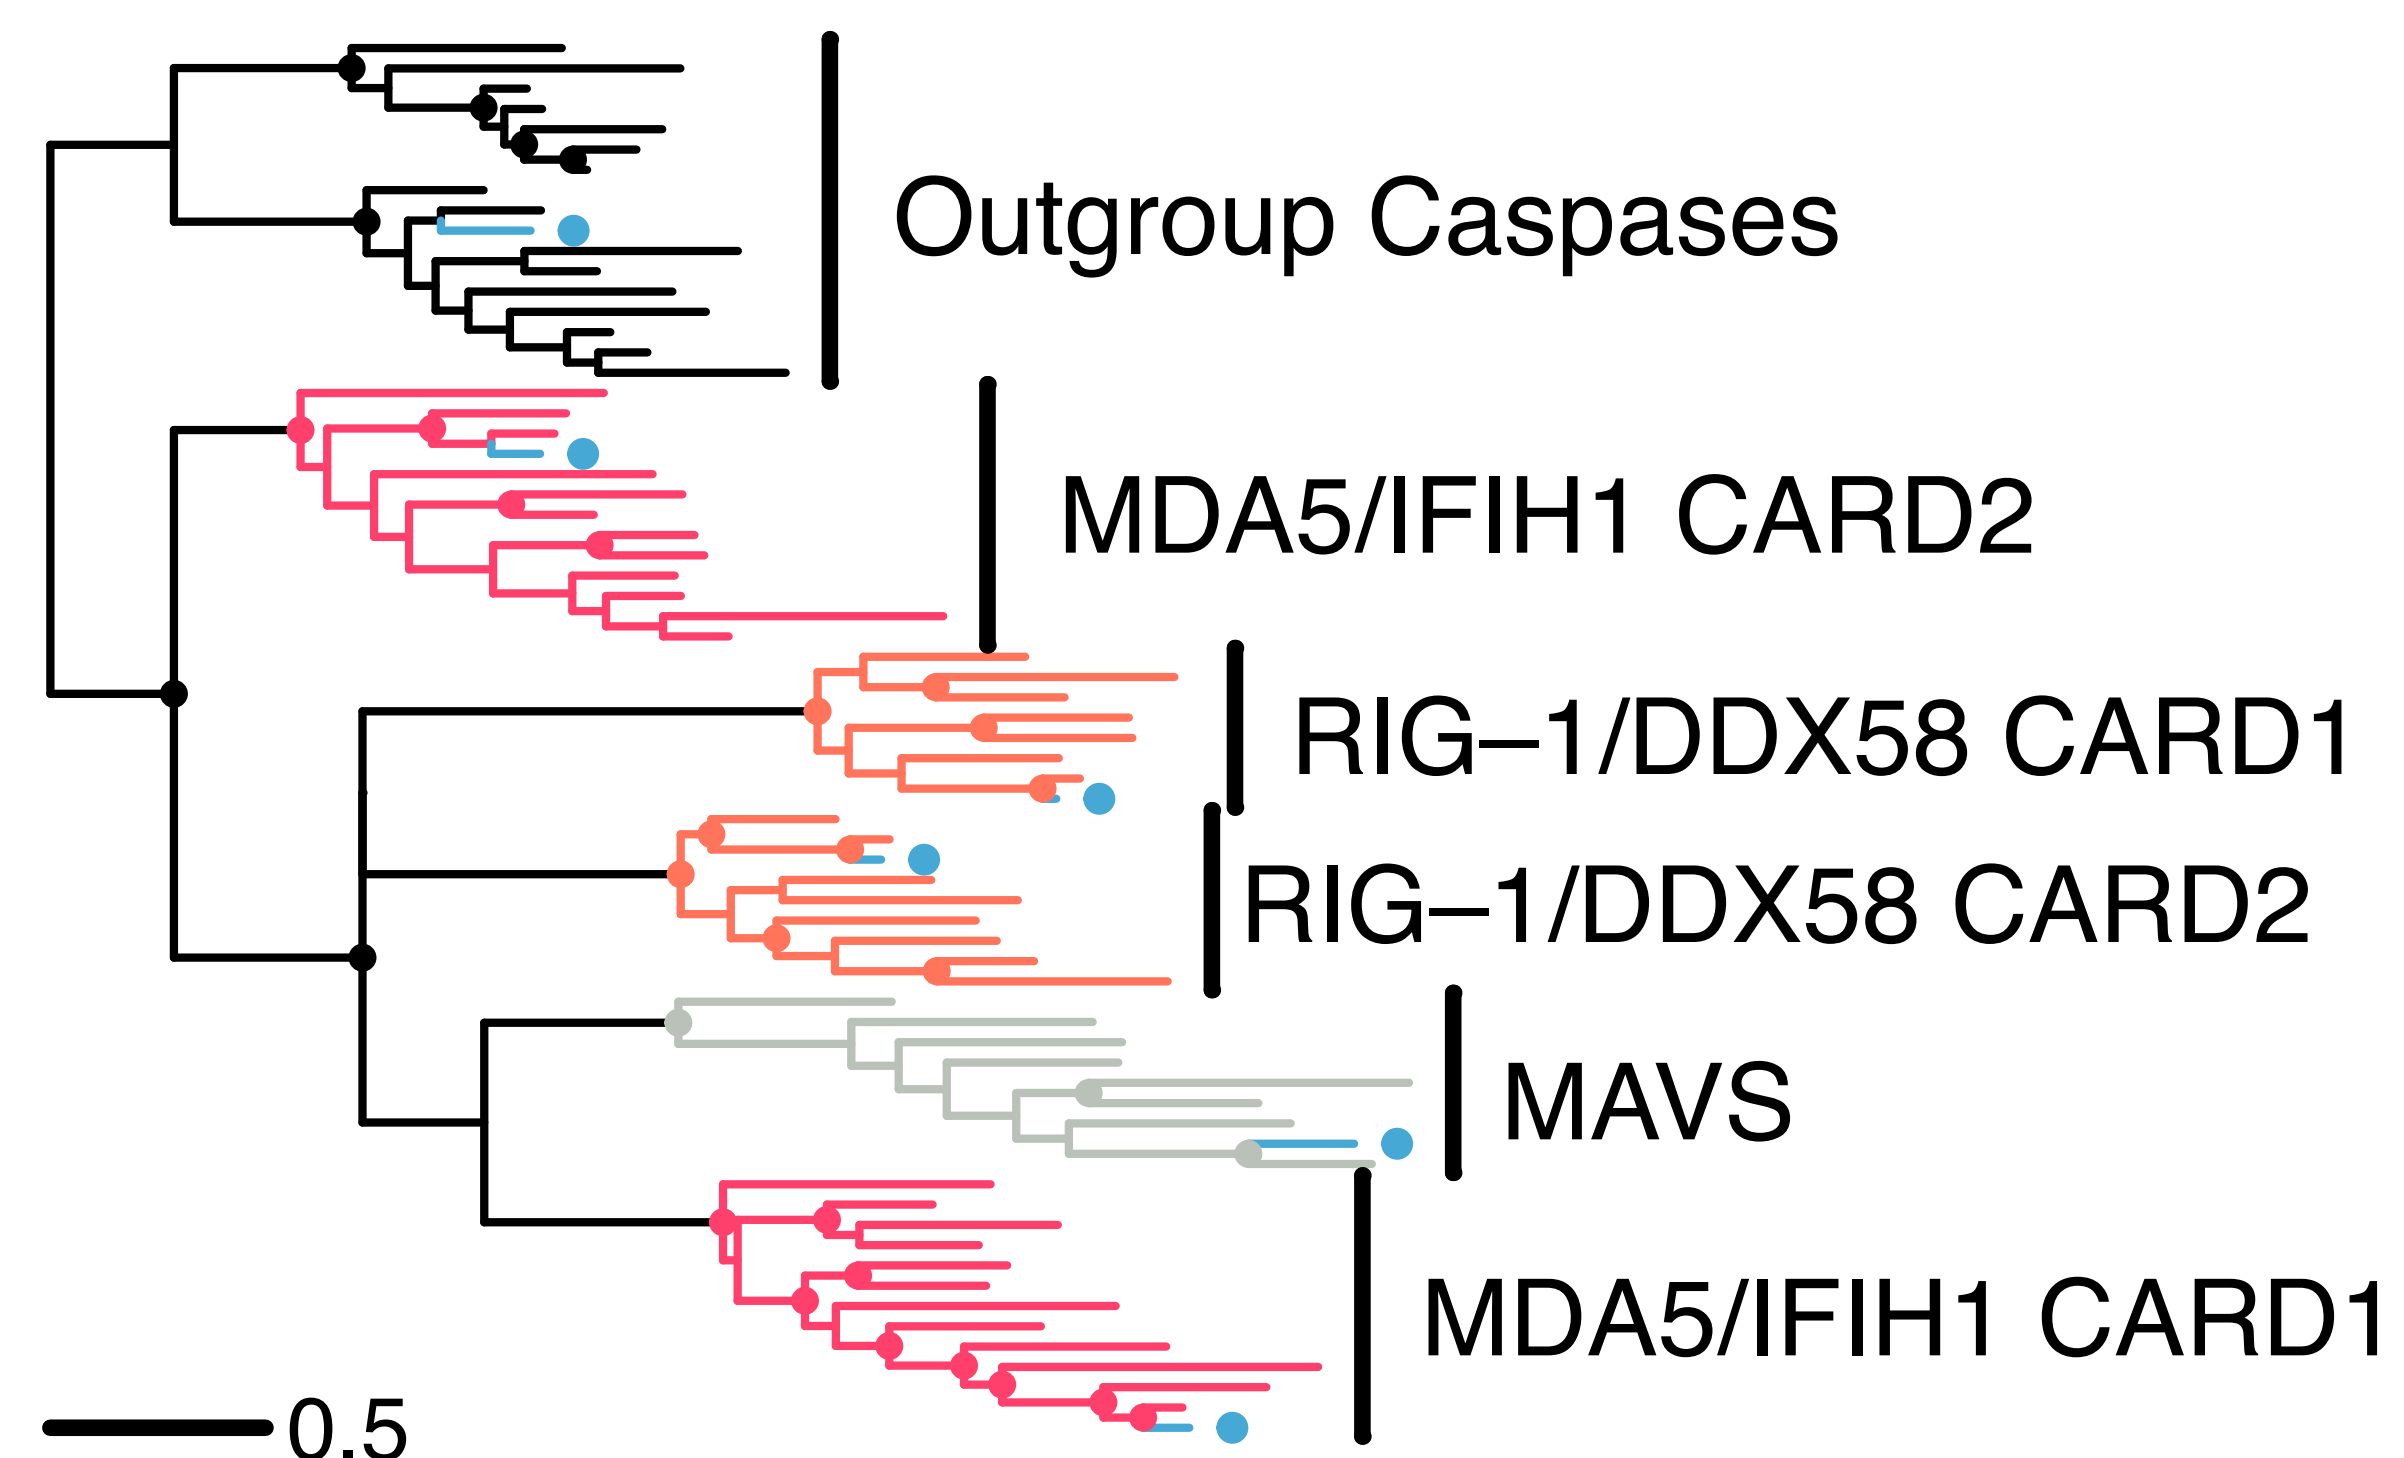 Outgroup Caspases
MDA5/IFIH1 CARD2
RIG–1/DDX58 CARD1
RIG–1/DDX58 CARD2
MAVS
MDA5/IFIH1 CARD1
0.5